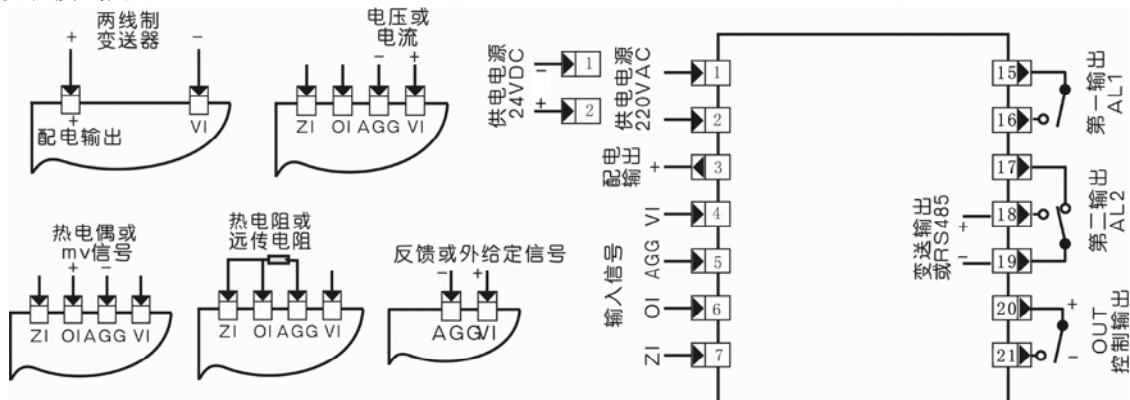 两线制
变送器
+
-
+
配电输出
VI
电压或
电流
-
+
ZI OI AGG VI
热电偶或
mv信号
+
-
ZI OI AGG VI
热电阻或
远传电阻
ZI OI AGG VI
反馈或外给定信号
-
+
AGG VI
供电电源
24VDC
-
1
+
2
供电电源
220VAC
1
2
配电
输出
+
3
输入信号
VI
4
AGG
5
OI
6
ZI
7
15
16
第一输出
AL1
17
18
19
第二输出
AL2
变送输出
或RS485
+
-
20
21
+
-
OUT
控制输出